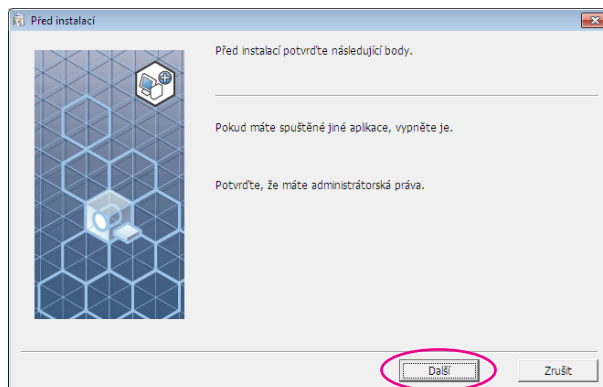 Před instalací
Před instalací potvrďte následující body.
Pokud máte spuštěné jiné aplikace, vypněte je.
Potvrďte, že máte administrátorská práva.
Další
Zrušit